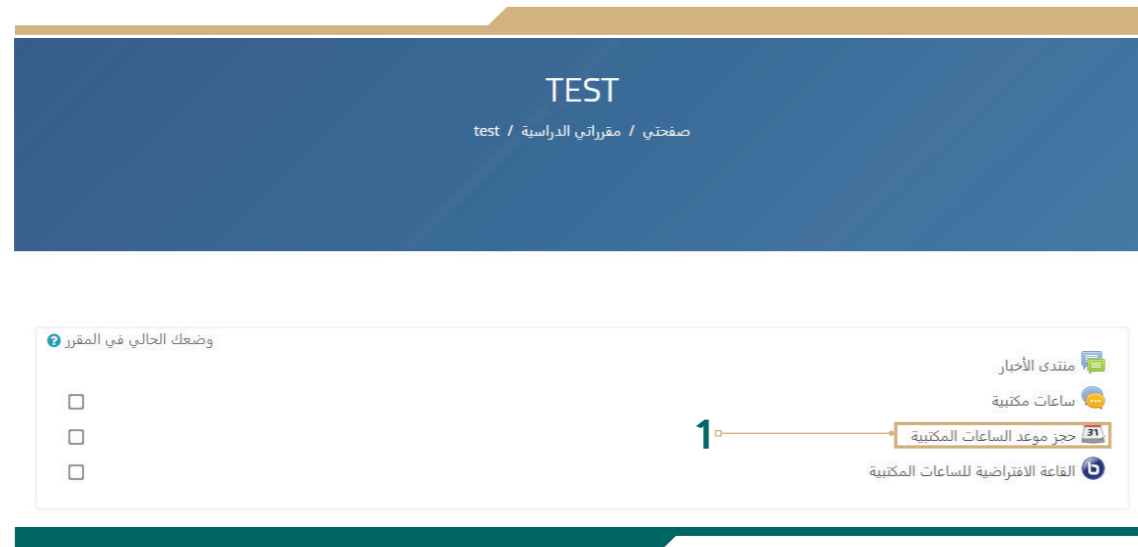 TEST
صفحتي / مقرراتي الدراسية / test
وضعك الحالي في المقرر ?
منتدى الأخبار
ساعات مكتبية
31 حجز موعد الساعات المكتبية 1
b القاعة الافتراضية للساعات المكتبية